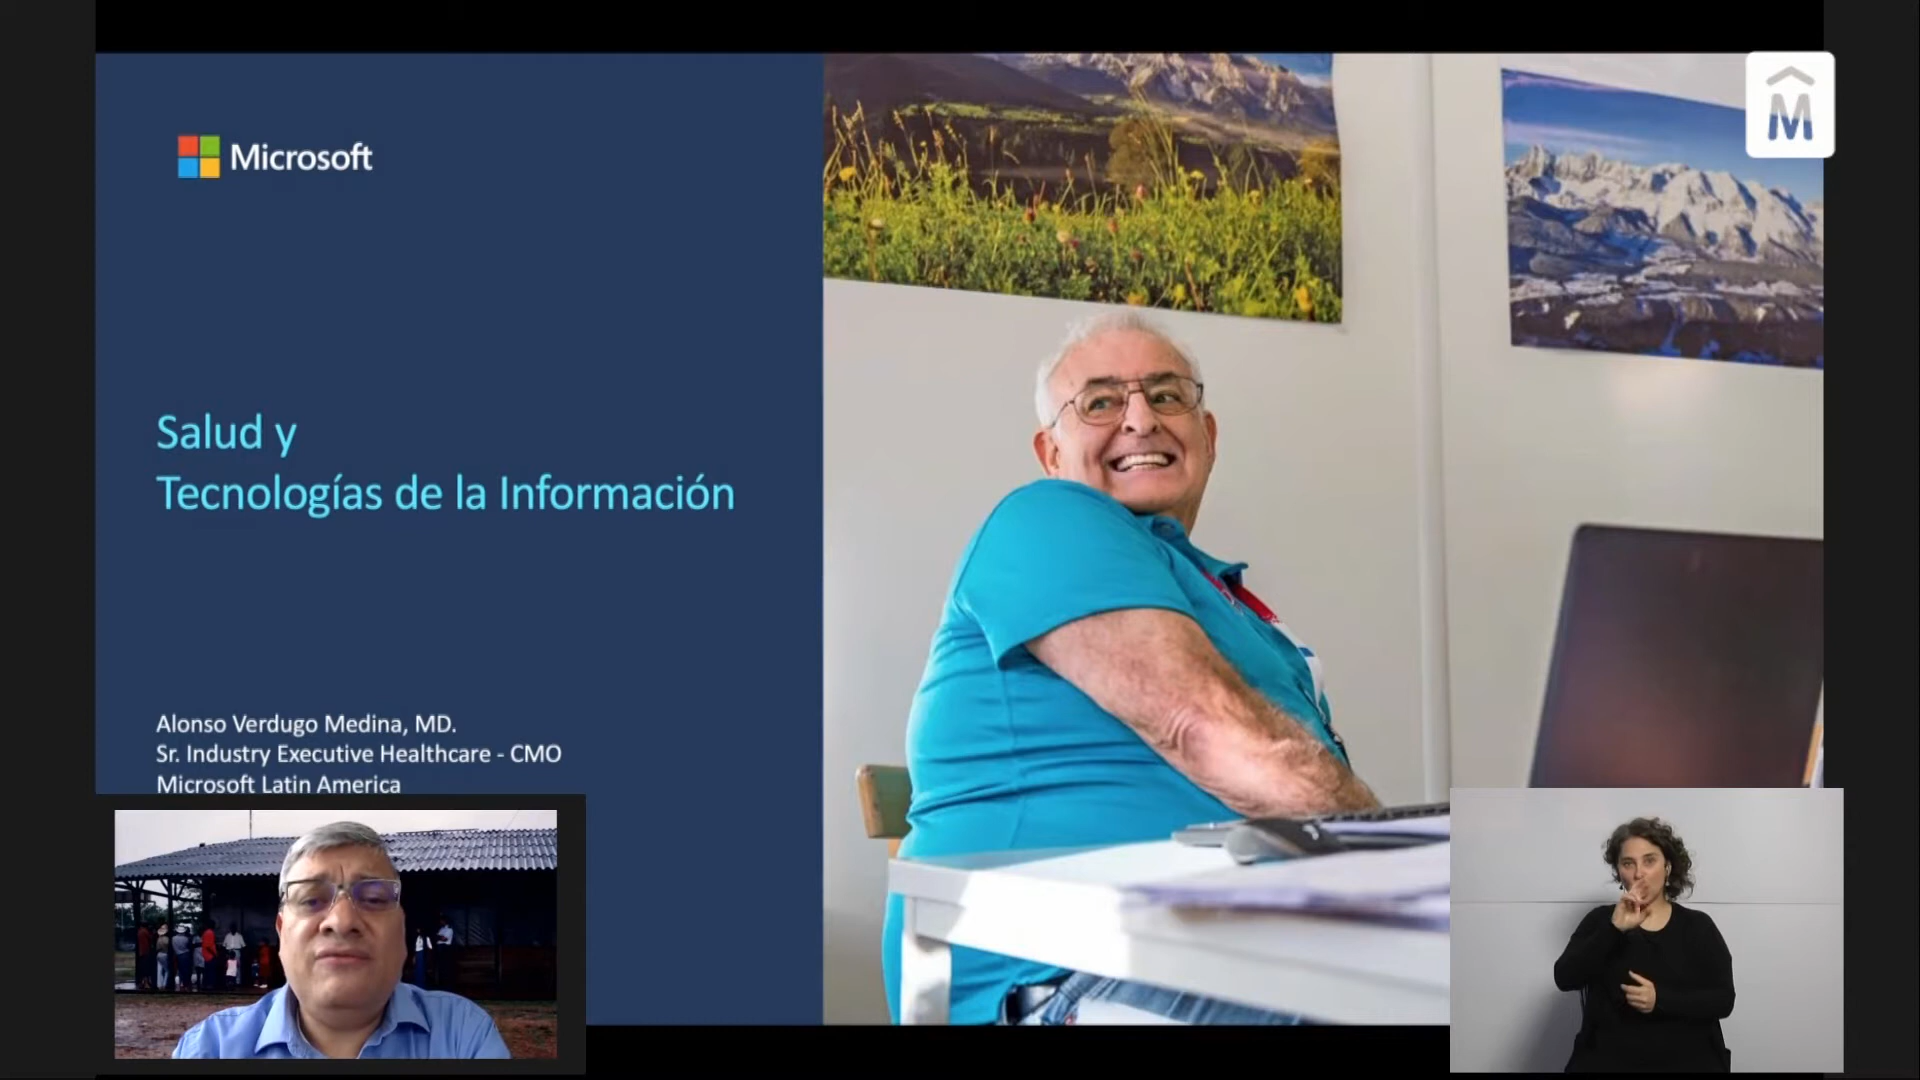 Microsoft
M
Salud y
Tecnologías de la Información
Alonso Verdugo Medina, MD.
Sr. Industry Executive Healthcare - CMO
Microsoft Latin America